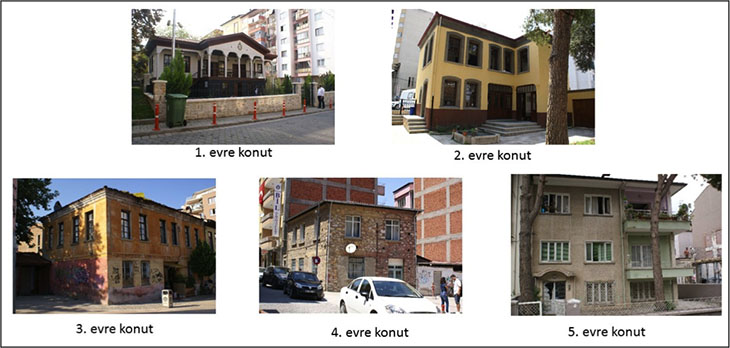 1. evre konut
2. evre konut
3. evre konut
4. evre konut
5. evre konut